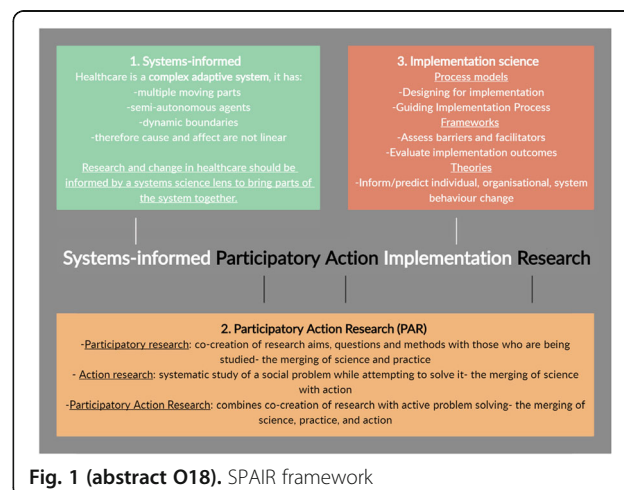 1. Systems-informed
Healthcare is a complex adaptive system, it has:
-multiple moving parts
-semi-autonomous agents
-dynamic boundaries
-therefore cause and affect are not linear
Research and change in healthcare should be
informed by a systems science lens to bring parts of
the system together.
3. Implementation science
Process models
-Designing for implementation
-Guiding Implementation Process
Frameworks
-Assess barriers and facilitators
-Evaluate implementation outcomes
Theories
-Inform/predict individual, organisational, system
behaviour change
Systems-informed Participatory Action Implementation Research
2. Participatory Action Research (PAR)
-Participatory research: co-creation of research aims, questions and methods with those who are being
studied- the merging of science and practice
- Action research: systematic study of a social problem while attempting to solve it- the merging of science
with action
-Participatory Action Research: combines co-creation of research with active problem solving- the merging of
science, practice, and action
Fig. 1 (abstract O18). SPAIR framework